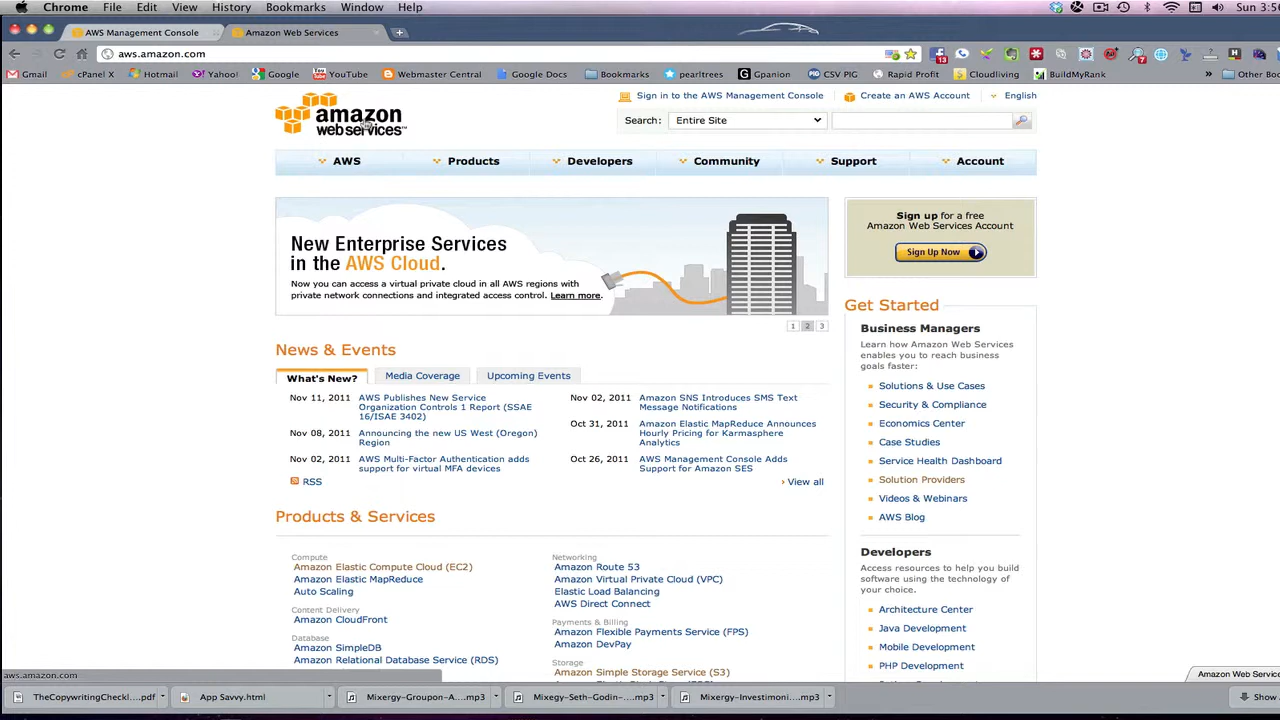 Chrome File Edit View History Bookmarks Window Help Sun 3:50
AWS Management Console Amazon Web Services
aws.amazon.com
Gmail cPanel X Hotmail Yahoo! Google YouTube Webmaster Central Google Docs Bookmarks pearltrees Gpanion CSV PIG Rapid Profit Cloudliving BuildMyRank » Other Boo
13 7
amazon
webservices™
Sign in to the AWS Management Console Create an AWS Account English
Search: Entire Site
AWS Products Developers Community Support Account
New Enterprise Services
in the AWS Cloud.
Now you can access a virtual private cloud in all AWS regions with
private network connections and integrated access control. Learn more.
1 2 3
Sign up for a free
Amazon Web Services Account
Sign Up Now
News & Events
What's New? Media Coverage Upcoming Events
Nov 11, 2011 AWS Publishes New Service
Organization Controls 1 Report (SSAE
16/ISAE 3402)
Nov 08, 2011 Announcing the new US West (Oregon)
Region
Nov 02, 2011 AWS Multi-Factor Authentication adds
support for virtual MFA devices
RSS
Nov 02, 2011 Amazon SNS Introduces SMS Text
Message Notifications
Oct 31, 2011 Amazon Elastic MapReduce Announces
Hourly Pricing for Karmasphere
Analytics
Oct 26, 2011 AWS Management Console Adds
Support for Amazon SES
View all
Products & Services
Compute
Amazon Elastic Compute Cloud (EC2)
Amazon Elastic MapReduce
Auto Scaling
Content Delivery
Amazon CloudFront
Database
Amazon SimpleDB
Amazon Relational Database Service (RDS)
Networking
Amazon Route 53
Amazon Virtual Private Cloud (VPC)
Elastic Load Balancing
AWS Direct Connect
Payments & Billing
Amazon Flexible Payments Service (FPS)
Amazon DevPay
Storage
Amazon Simple Storage Service (S3)
Get Started
Business Managers
Learn how Amazon Web Services
enables you to reach business
goals faster:
Solutions & Use Cases
Security & Compliance
Economics Center
Case Studies
Service Health Dashboard
Solution Providers
Videos & Webinars
AWS Blog
Developers
Access resources to help you build
software using the technology of
your choice.
Architecture Center
Java Development
Mobile Development
PHP Development
aws.amazon.com
Amazon Web Service
TheCopywritingCheckl....pdf App Savvy.html Mixergy-Groupon-A....mp3 Mixegy-Seth-Godin-....mp3 Mixergy-Investimoni....mp3 Show